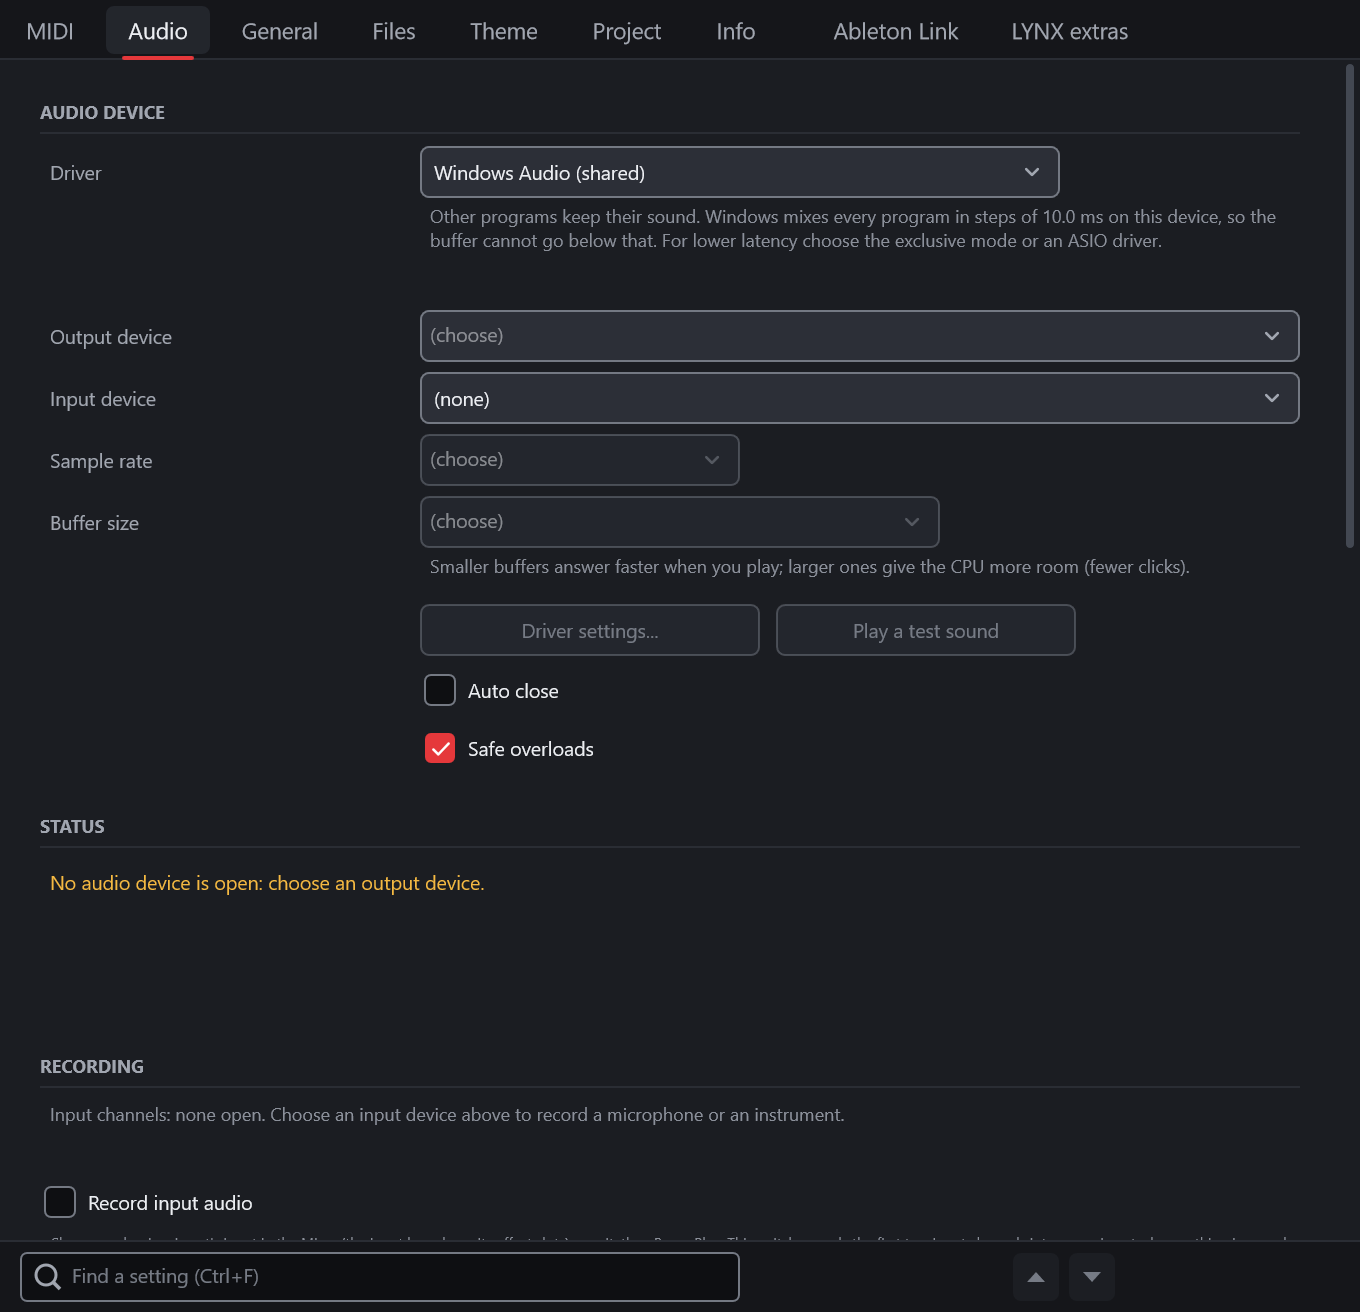 MIDI Audio General Files Theme Project Info Ableton Link LYNX extras
AUDIO DEVICE
Driver Windows Audio (shared)
Other programs keep their sound. Windows mixes every program in steps of 10.0 ms on this device, so the
buffer cannot go below that. For lower latency choose the exclusive mode or an ASIO driver.
Output device (choose)
Input device (none)
Sample rate (choose)
Buffer size (choose)
Smaller buffers answer faster when you play; larger ones give the CPU more room (fewer clicks).
Driver settings... Play a test sound
Auto close
Safe overloads
STATUS
No audio device is open: choose an output device.
RECORDING
Input channels: none open. Choose an input device above to record a microphone or an instrument.
Record input audio
Find a setting (Ctrl+F)